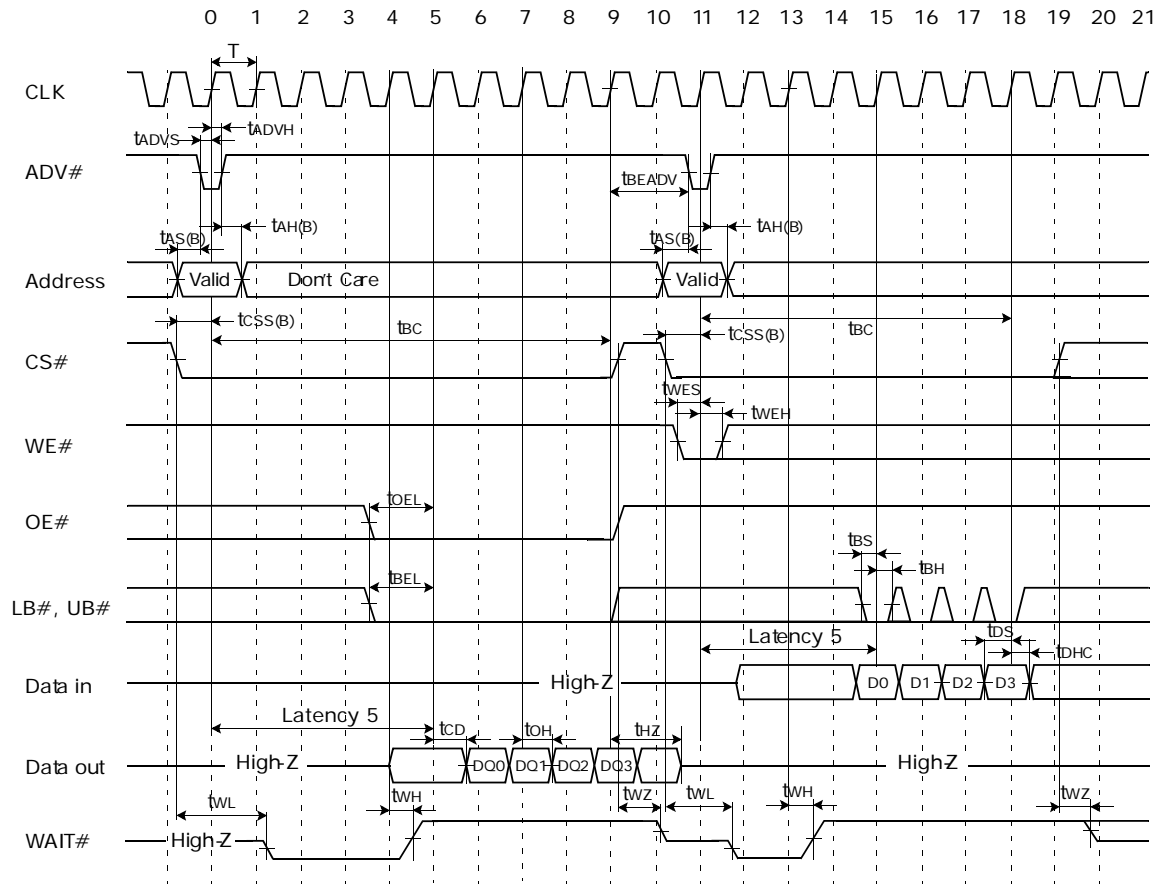 0 1 2 3 4 5 6 7 8 9 10 11 12 13 14 15 16 17 18 19 20 21
T
CLK
tADVS tADVH
ADV#
tBEADV
tAH(B) tAH(B)
tAS(B) tAS(B)
Address Valid Don't Care Valid
tCSS(B) tBC tCSS(B) tBC
CS#
tWES
tWEH
WE#
tOEL
OE#
tBS
tBH
tBEL
LB#, UB#
Latency 5 tDS
tDHC
Data in High-Z D0 D1 D2 D3
Latency 5 tCD tOH tHZ
Data out High-Z DQ0 DQ1 DQ2 DQ3 High-Z
tWL tWH tWZ tWL tWH tWZ
WAIT# High-Z